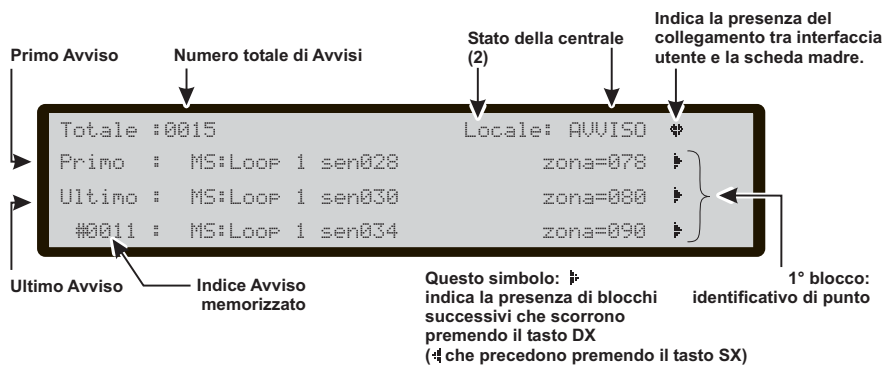 Indica la presenza del
collegamento tra interfaccia
utente e la scheda madre.
Stato della centrale
(2)
Primo Avviso
Numero totale di Avvisi
Totale :0015 Locale: AVVISO
Primo : MS:Loop 1 sen028 zona=078
Ultimo : MS:Loop 1 sen030 zona=080
#0011 : MS:Loop 1 sen034 zona=090
Ultimo Avviso
Indice Avviso
memorizzato
Questo simbolo:
indica la presenza di blocchi
successivi che scorrono
premendo il tasto DX
( che precedono premendo il tasto SX)
1° blocco:
identificativo di punto